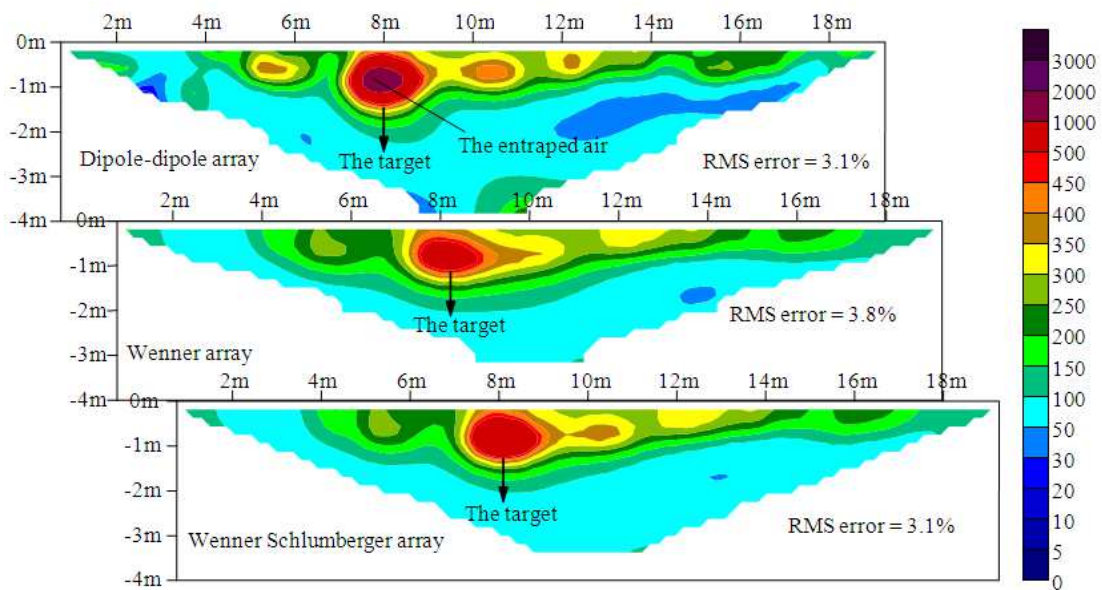 2m 4m 6m 8m 10m 12m 14m 16m 18m
0m
-1m
-2m
-3m
-4m
The entraped air
The target
Dipole-dipole array
RMS error = 3.1%
2m 4m 6m 8m 10m 12m 14m 16m 18m
0m
-1m
-2m
-3m
-4m
The target
RMS error = 3.8%
Wenner array
2m 4m 6m 8m 10m 12m 14m 16m 18m
0m
-1m
-2m
-3m
-4m
The target
RMS error = 3.1%
Wenner Schlumberger array
3000
2000
1000
500
450
400
350
300
250
200
150
100
50
30
20
10
5
0